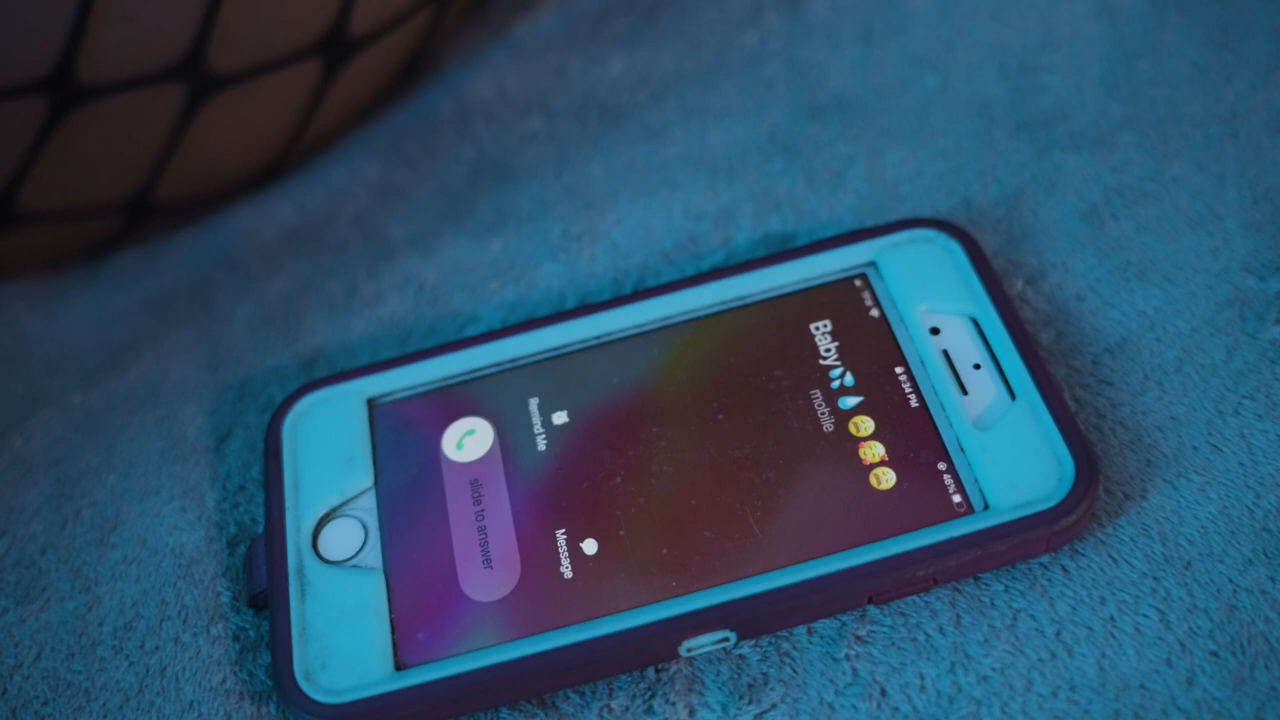 9:34 PM
46%
Baby💦💧
mobile
Remind Me
Message
slide to answer